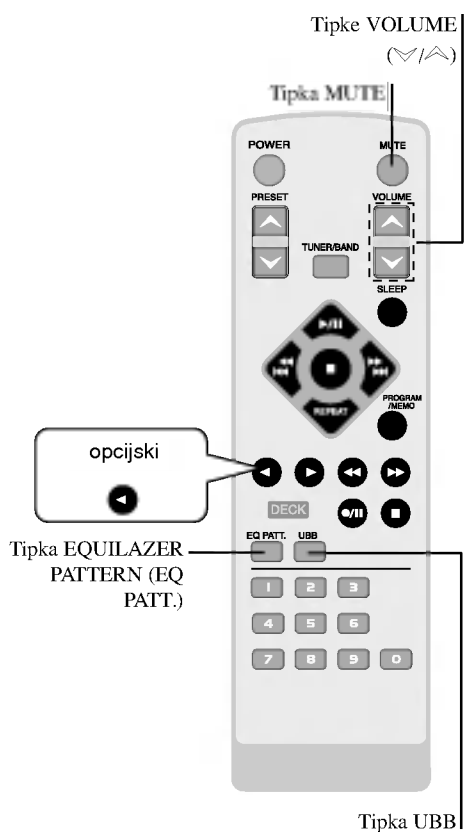 Tipke VOLUME
(﹀/︿)
Tipka MUTE
POWER MUTE
PRESET VOLUME
TUNER/BAND
SLEEP
REPEAT
PROGRAM
/MEMO
opcijski
DECK
EQ PATT. UBB
Tipka EQUILAZER
PATTERN (EQ
PATT.)
1 2 3
4 5 6
7 8 9 0
Tipka UBB